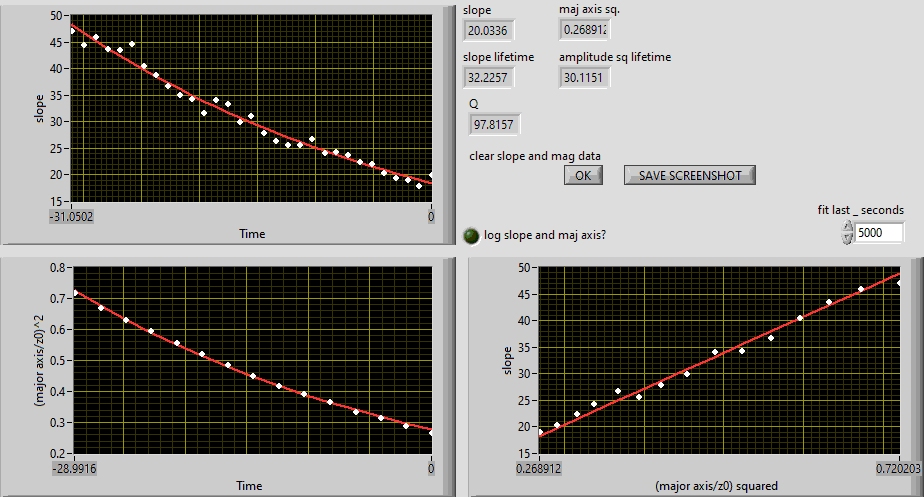 slope
maj axis sq.
20.0336
0.268912
slope lifetime
amplitude sq lifetime
32.2257
30.1151
Q
97.8157
clear slope and mag data
OK
SAVE SCREENSHOT
fit last _ seconds
5000
log slope and maj axis?
50
45
40
35
30
25
20
15
slope
-31.0502
0
Time
0.8
0.7
0.6
0.5
0.4
0.3
0.2
(major axis/z0)^2
-28.9916
0
Time
50
45
40
35
30
25
20
15
slope
0.268912
0.720203
(major axis/z0) squared